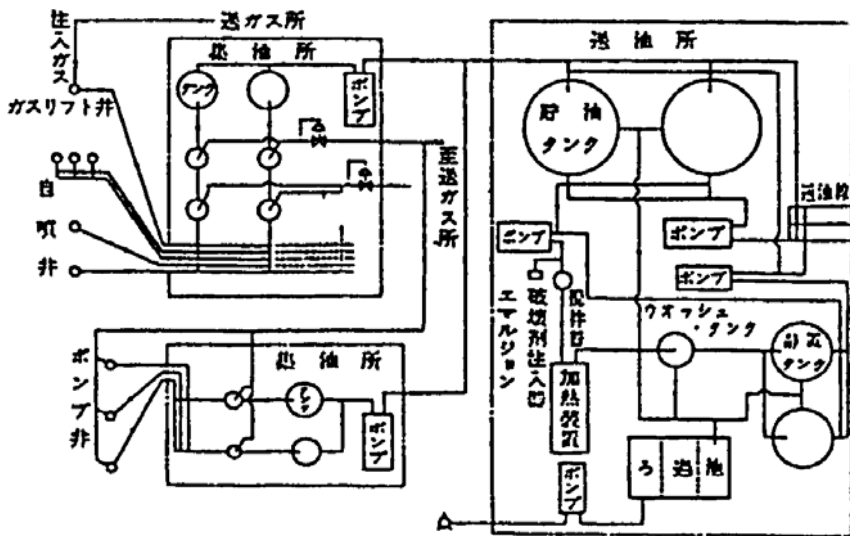 注入ガス
送ガス所
ガスリフト井
集油所
タンク
ポンプ
自
噴
井
至送ガス所
ポンプ井
集油所
タンク
ポンプ
送油所
貯油
タンク
ポンプ
ポンプ
ポンプ
エマルジョン
破壊剤注入器
撹拌器
加熱装置
ウオッシュ
・タンク
静置
タンク
ろ過池
ポンプ